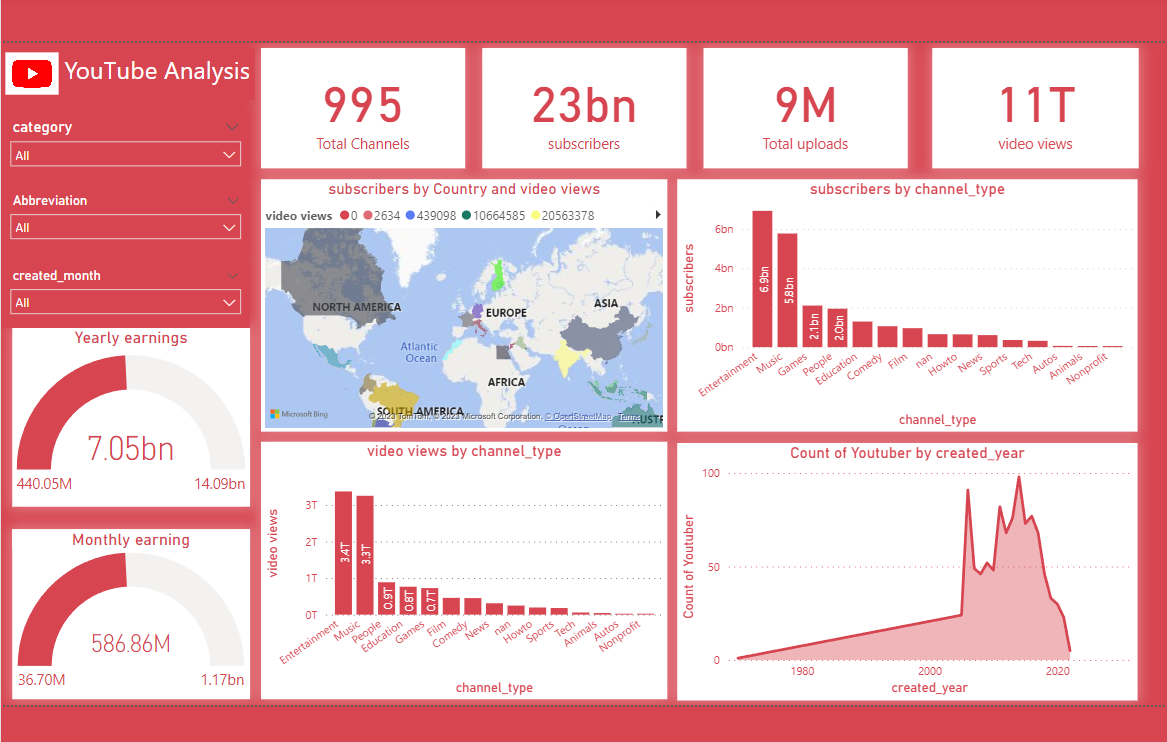 YouTube Analysis
category
All
Abbreviation
All
created_month
All
995
Total Channels
23bn
subscribers
9M
Total uploads
11T
video views
Yearly earnings
7.05bn
440.05M
14.09bn
Monthly earning
586.86M
36.70M
1.17bn
subscribers by Country and video views
video views 0 2634 439098 10664585 20563378
NORTH AMERICA
EUROPE
ASIA
Atlantic
Ocean
AFRICA
SOUTH AMERICA
AUSTR
Microsoft Bing
© 2023 TomTom, © 2023 Microsoft Corporation, © OpenStreetMap Terms
Ocean
subscribers by channel_type
subscribers
6bn
4bn
2bn
0bn
6.9bn
5.8bn
2.1bn
2.0bn
Entertainment
Music
Games
People
Education
Comedy
Film
nan
Howto
News
Sports
Tech
Autos
Animals
Nonprofit
channel_type
video views by channel_type
video views
3T
2T
1T
0T
3.4T
3.3T
0.9T
0.8T
0.7T
Entertainment
Music
People
Education
Games
Film
Comedy
News
nan
Howto
Sports
Tech
Animals
Autos
Nonprofit
channel_type
Count of Youtuber by created_year
Count of Youtuber
100
50
0
1980
2000
2020
created_year